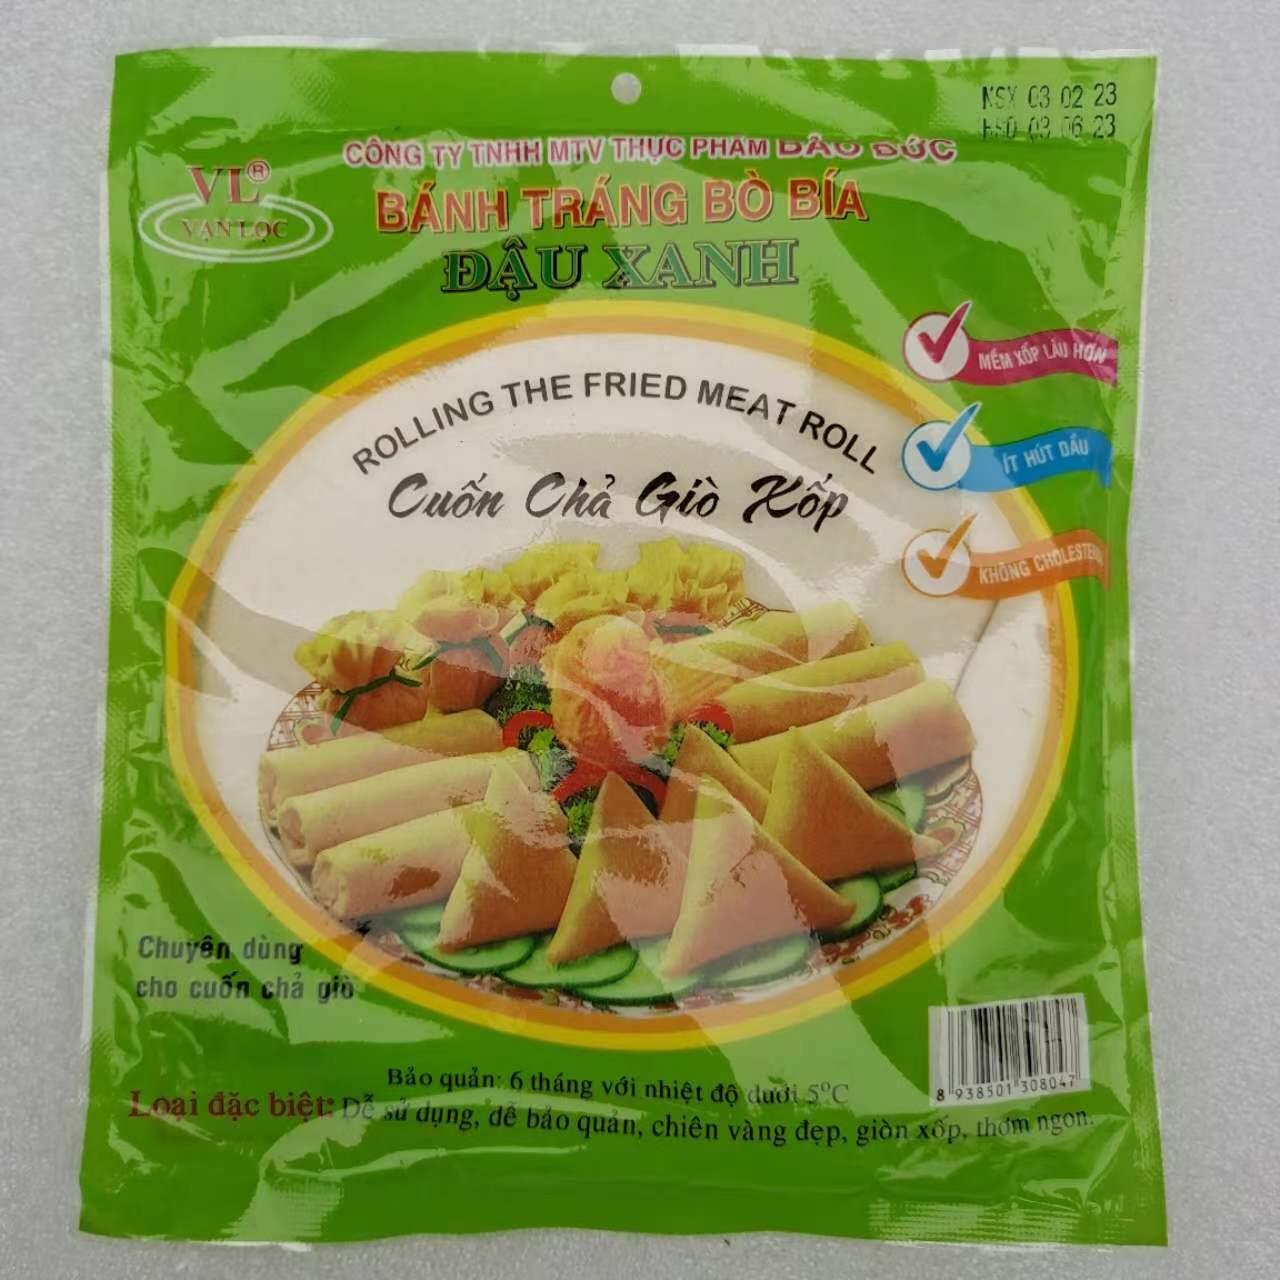 NSX 03 02 23
HSD 03 06 23
CÔNG TY TNHH MTV THỰC PHẨM BẢO ĐỨC
VL®
VẠN LỘC
BÁNH TRÁNG BÒ BÍA
ĐẬU XANH
MỀM XỐP LÂU HƠN
ROLLING THE FRIED MEAT ROLL
ÍT HÚT DẦU
Cuốn Chả Giò Xốp
KHÔNG CHOLESTEROL
Chuyên dùng
cho cuốn chả giò
8 938501 308047
Bảo quản: 6 tháng với nhiệt độ dưới 5°C
Loại đặc biệt: Dễ sử dụng, dễ bảo quản, chiên vàng đẹp, giòn xốp, thơm ngon.